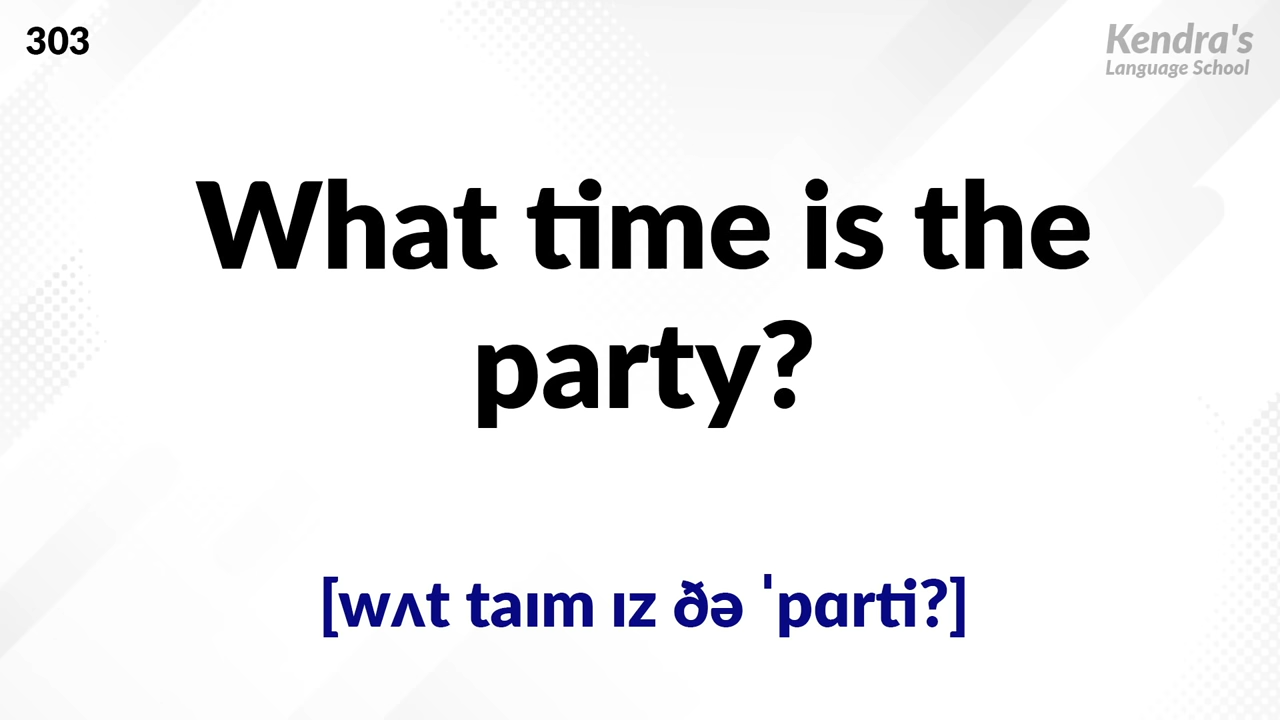 303
Kendra's
Language School
What time is the
party?
[wʌt taɪm ɪz ðə ˈpɑrti?]